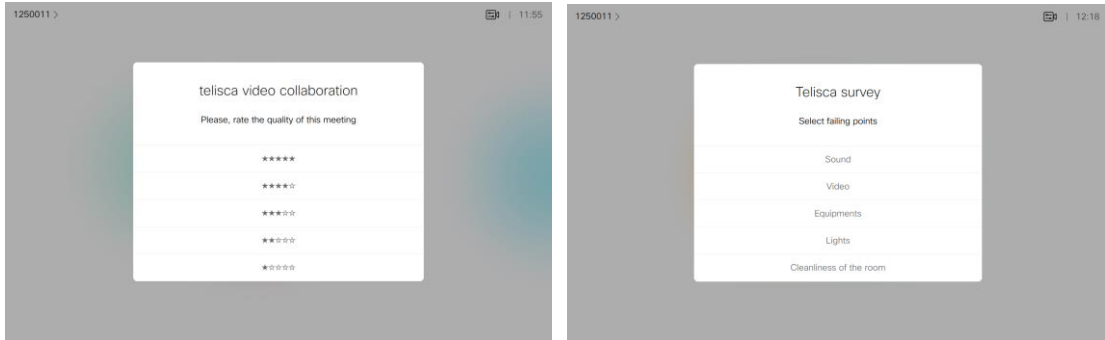 1250011 >
11:55
telisca video collaboration
Please, rate the quality of this meeting
★★★★★
★★★★☆
★★★☆☆
★★☆☆☆
★☆☆☆☆
1250011 >
12:18
Telisca survey
Select failing points
Sound
Video
Equipments
Lights
Cleanliness of the room